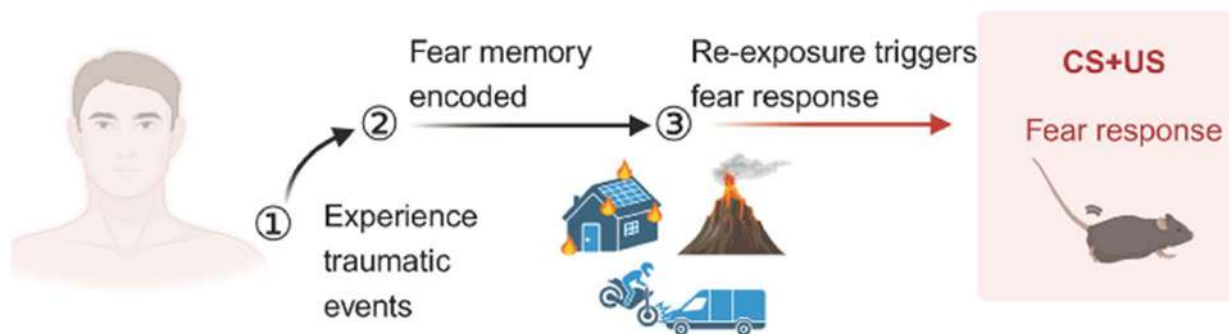 ①
Experience
traumatic
events
②
Fear memory
encoded
③
Re-exposure triggers
fear response
CS+US
Fear response